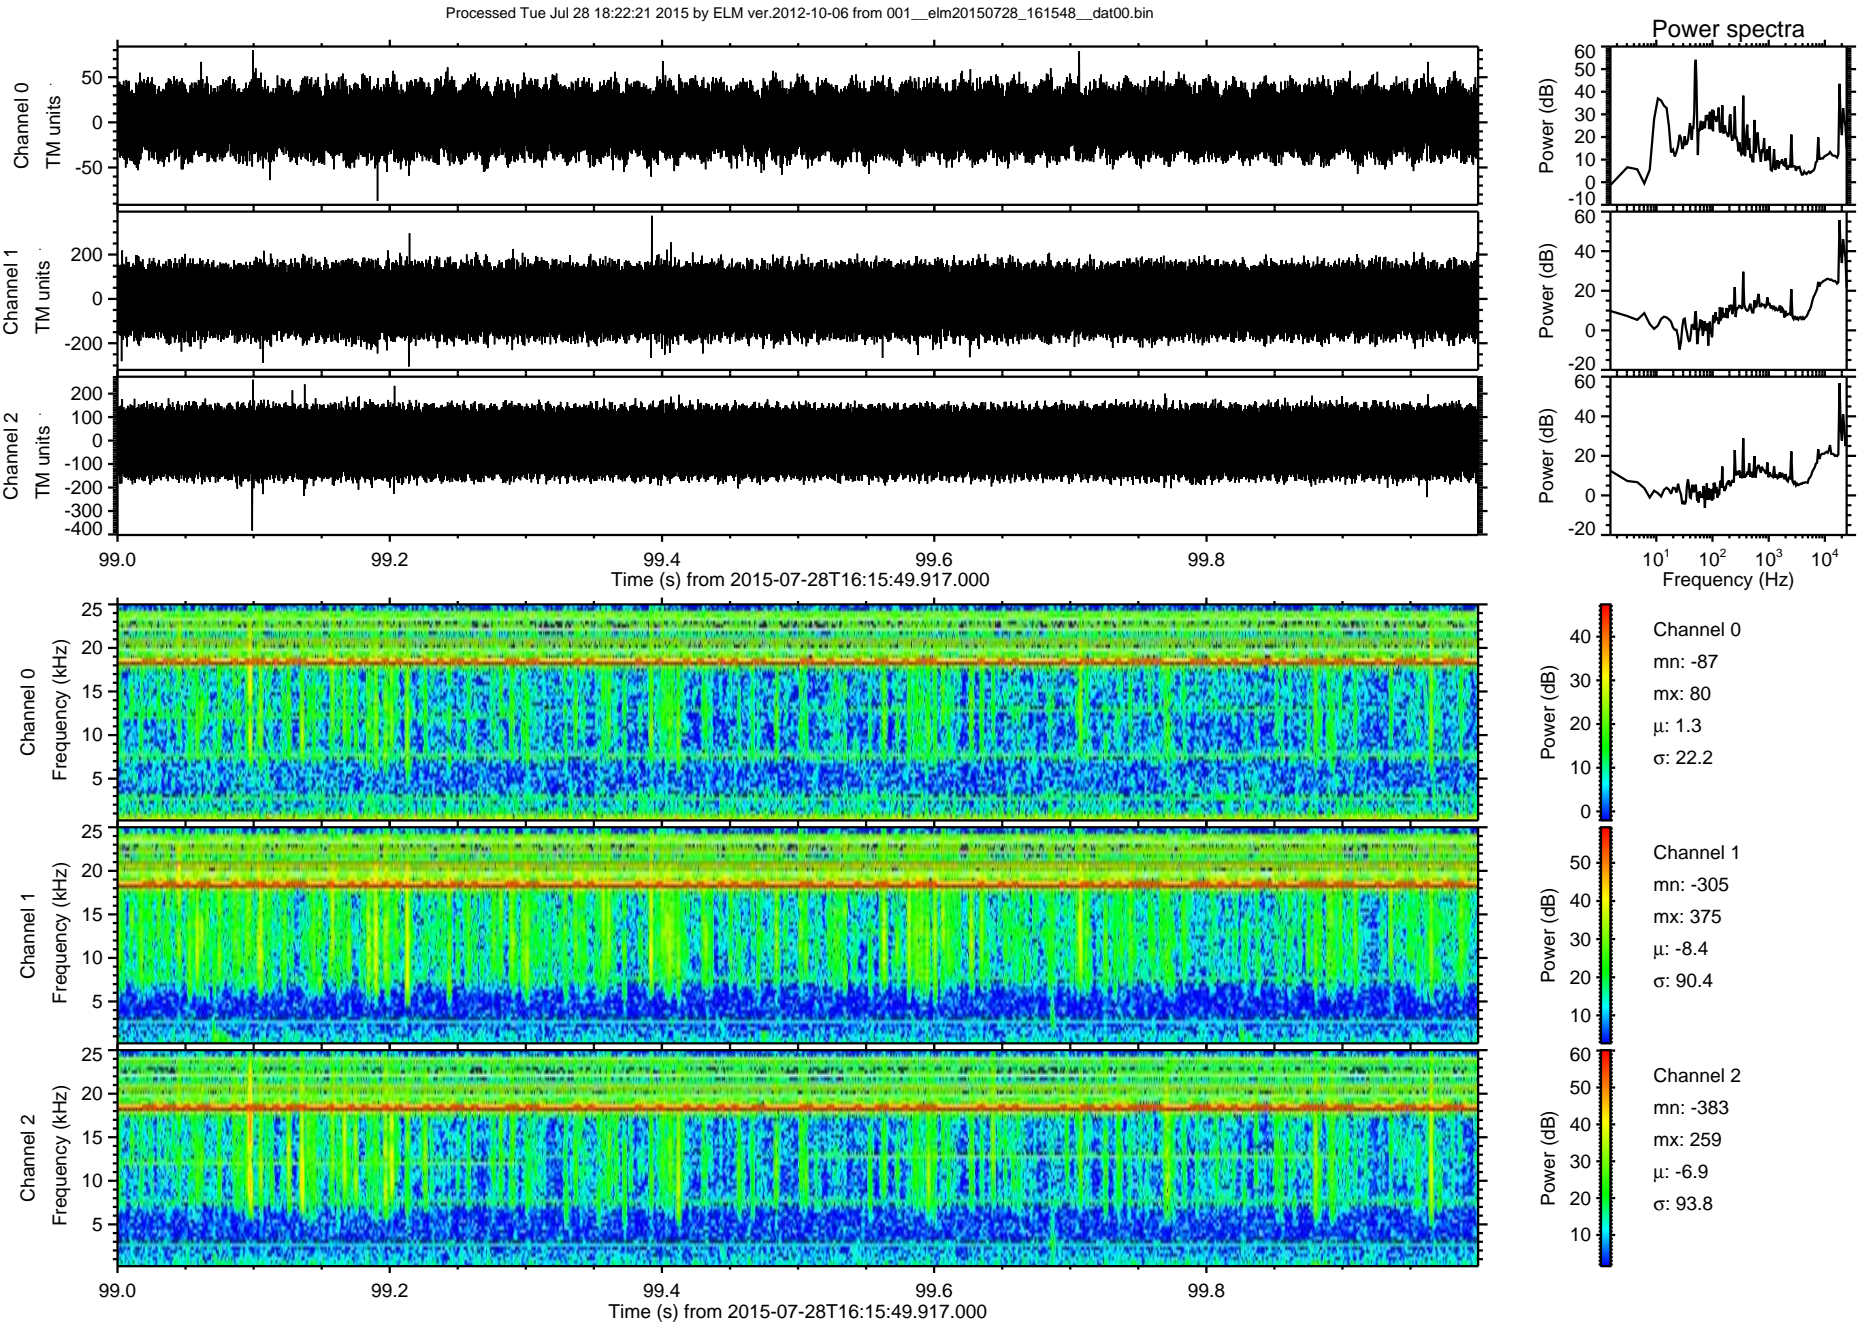 Processed Tue Jul 28 18:22:21 2015 by ELM ver.2012-10-06 from 001__elm20150728_161548__dat00.bin
Power spectra
Channel 0
TM units
50
0
-50
Power (dB)
60
50
40
30
20
10
0
-10
Channel 1
TM units
200
0
-200
Power (dB)
60
40
20
0
-20
Channel 2
TM units
200
100
0
-100
-200
-300
-400
Power (dB)
60
40
20
0
-20
99.0 99.2 99.4 99.6 99.8
Time (s) from 2015-07-28T16:15:49.917.000
10^1 10^2 10^3 10^4
Frequency (Hz)
Channel 0
Frequency (kHz)
25
20
15
10
5
Power (dB)
40
30
20
10
0
Channel 0
mn: -87
mx: 80
μ: 1.3
σ: 22.2
Channel 1
Frequency (kHz)
25
20
15
10
5
Power (dB)
50
40
30
20
10
Channel 1
mn: -305
mx: 375
μ: -8.4
σ: 90.4
Channel 2
Frequency (kHz)
25
20
15
10
5
Power (dB)
60
50
40
30
20
10
Channel 2
mn: -383
mx: 259
μ: -6.9
σ: 93.8
99.0 99.2 99.4 99.6 99.8
Time (s) from 2015-07-28T16:15:49.917.000